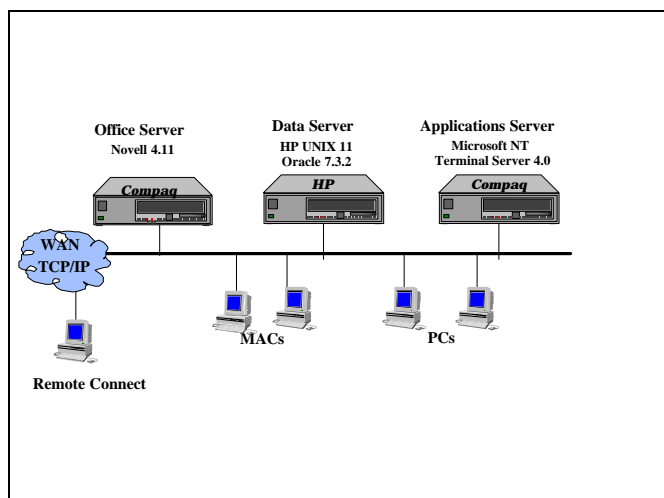 Office Server
Novell 4.11
Data Server
HP UNIX 11
Oracle 7.3.2
Applications Server
Microsoft NT
Terminal Server 4.0
Compaq
HP
Compaq
WAN
TCP/IP
MACs
PCs
Remote Connect